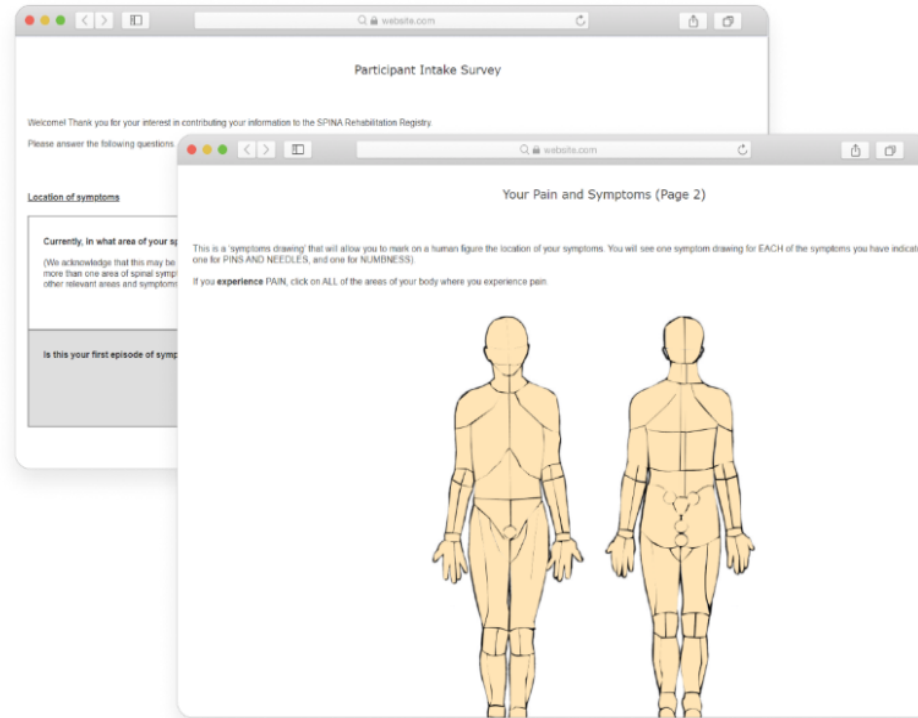 website.com
Participant Intake Survey
Welcome! Thank you for your interest in contributing your information to the SPINA Rehabilitation Registry.
Please answer the following questions
Location of symptoms
Currently, in what area of your sp
(We acknowledge that this may be
more than one area of spinal symp
other relevant areas and symptoms
Is this your first episode of symp
website.com
Your Pain and Symptoms (Page 2)
This is a 'symptoms drawing' that will allow you to mark on a human figure the location of your symptoms. You will see one symptom drawing for EACH of the symptoms you have indicate
one for PINS AND NEEDLES, and one for NUMBNESS).
If you experience PAIN, click on ALL of the areas of your body where you experience pain.